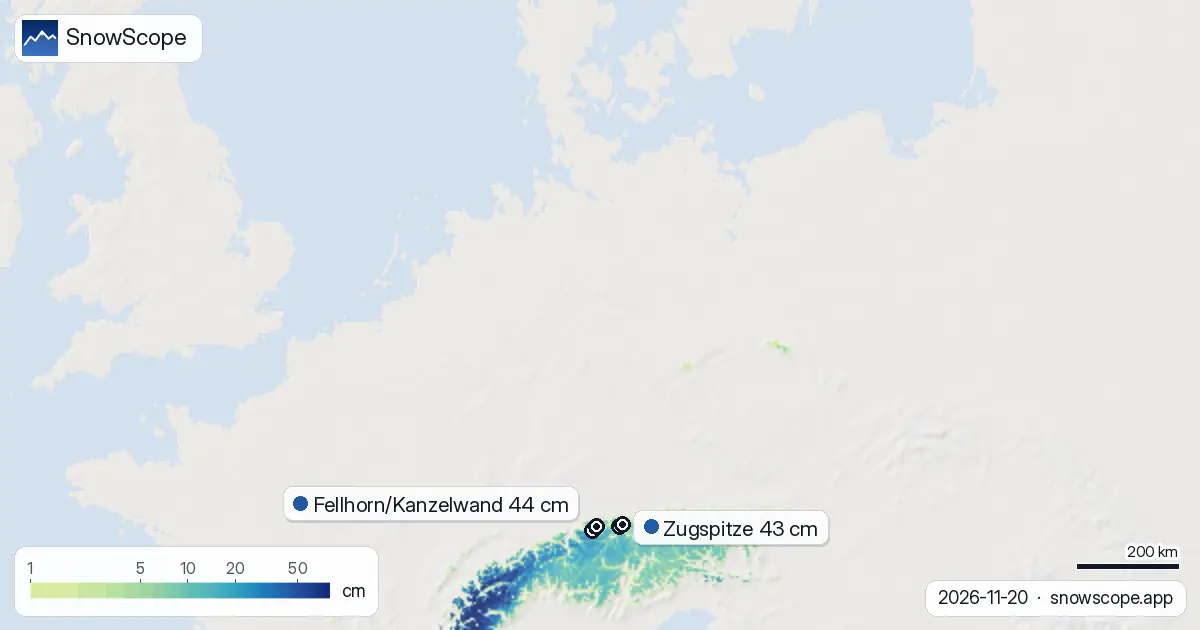 SnowScope
Fellhorn/Kanzelwand 44 cm
Zugspitze 43 cm
1 5 10 20 50
cm
200 km
2026-11-20 · snowscope.app